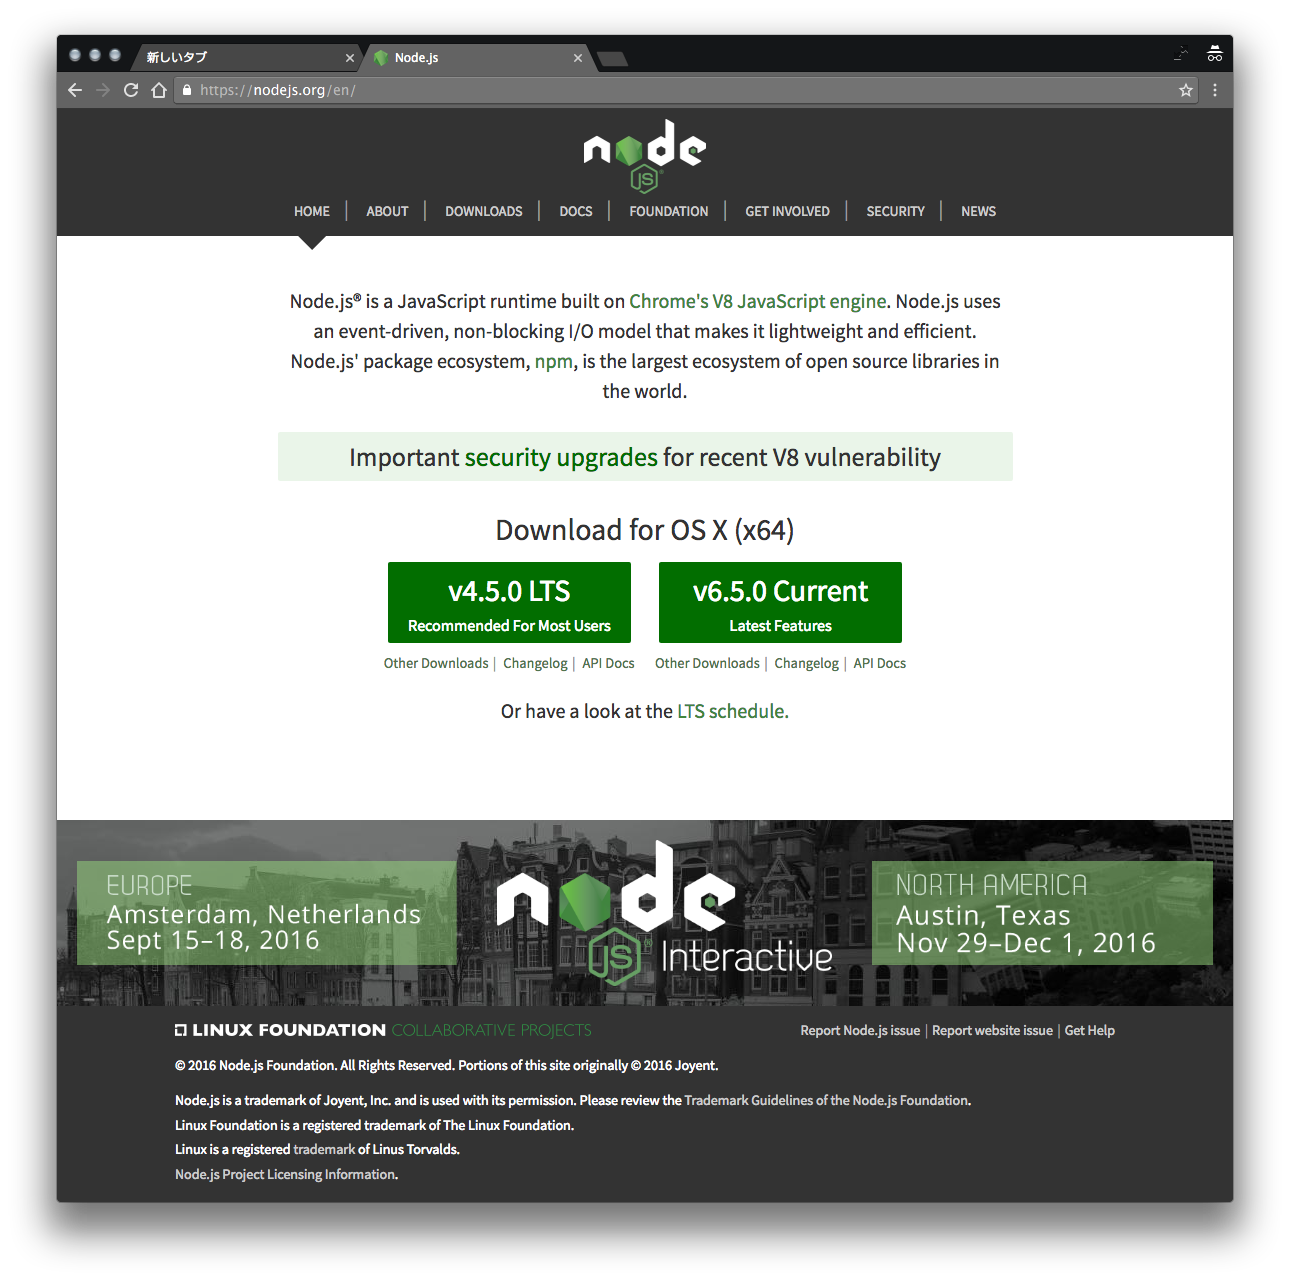 新しいタブ
Node.js
https://nodejs.org/en/
node
JS®
HOME | ABOUT | DOWNLOADS | DOCS | FOUNDATION | GET INVOLVED | SECURITY | NEWS
Node.js® is a JavaScript runtime built on Chrome's V8 JavaScript engine. Node.js uses
an event-driven, non-blocking I/O model that makes it lightweight and efficient.
Node.js' package ecosystem, npm, is the largest ecosystem of open source libraries in
the world.
Important security upgrades for recent V8 vulnerability
Download for OS X (x64)
v4.5.0 LTS
Recommended For Most Users
v6.5.0 Current
Latest Features
Other Downloads | Changelog | API Docs
Other Downloads | Changelog | API Docs
Or have a look at the LTS schedule.
EUROPE
Amsterdam, Netherlands
Sept 15–18, 2016
node
JS® Interactive
NORTH AMERICA
Austin, Texas
Nov 29–Dec 1, 2016
LINUX FOUNDATION COLLABORATIVE PROJECTS
Report Node.js issue | Report website issue | Get Help
© 2016 Node.js Foundation. All Rights Reserved. Portions of this site originally © 2016 Joyent.
Node.js is a trademark of Joyent, Inc. and is used with its permission. Please review the Trademark Guidelines of the Node.js Foundation.
Linux Foundation is a registered trademark of The Linux Foundation.
Linux is a registered trademark of Linus Torvalds.
Node.js Project Licensing Information.